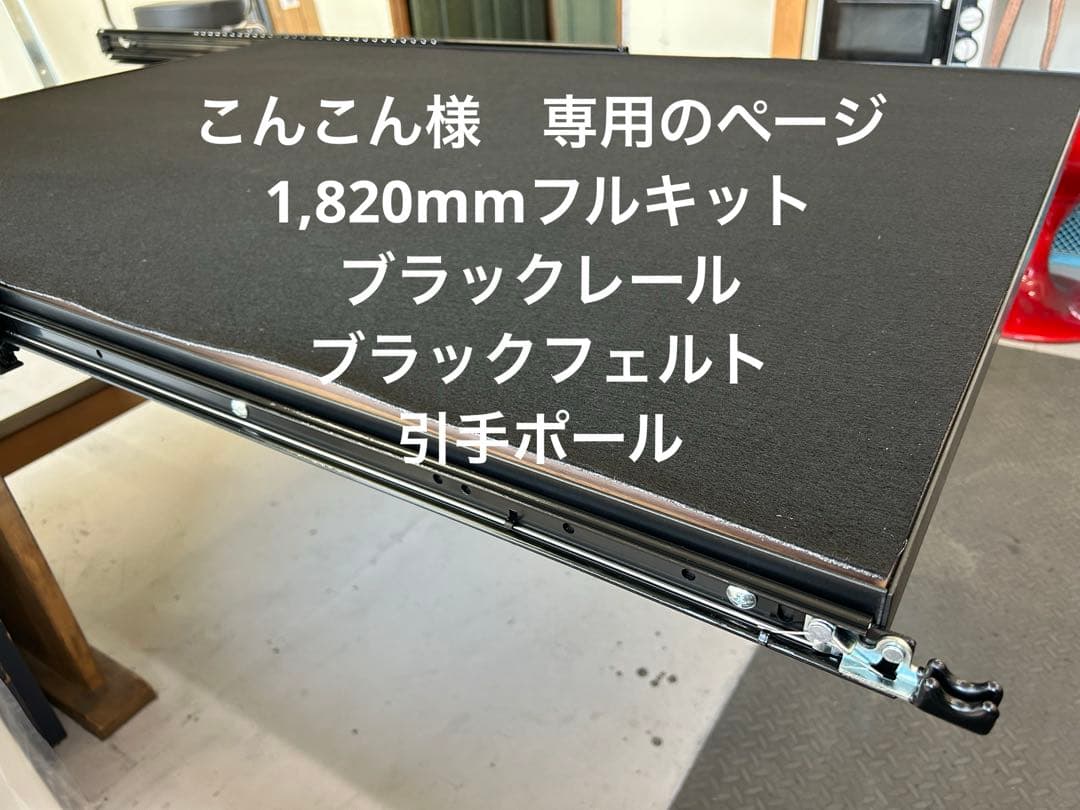 こんこん様　専用のページ
1,820mmフルキット
ブラックレール
ブラックフェルト
引手ポール